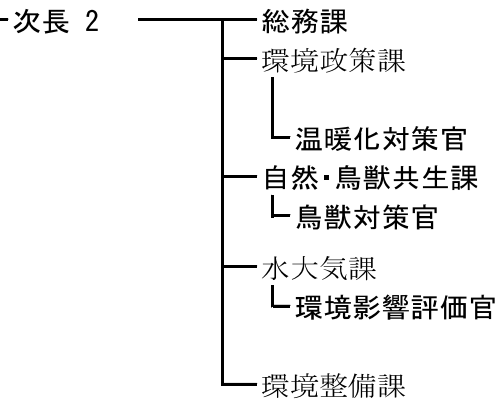 次長 2 総務課
環境政策課
温暖化対策官
自然・鳥獣共生課
鳥獣対策官
水大気課
環境影響評価官
環境整備課